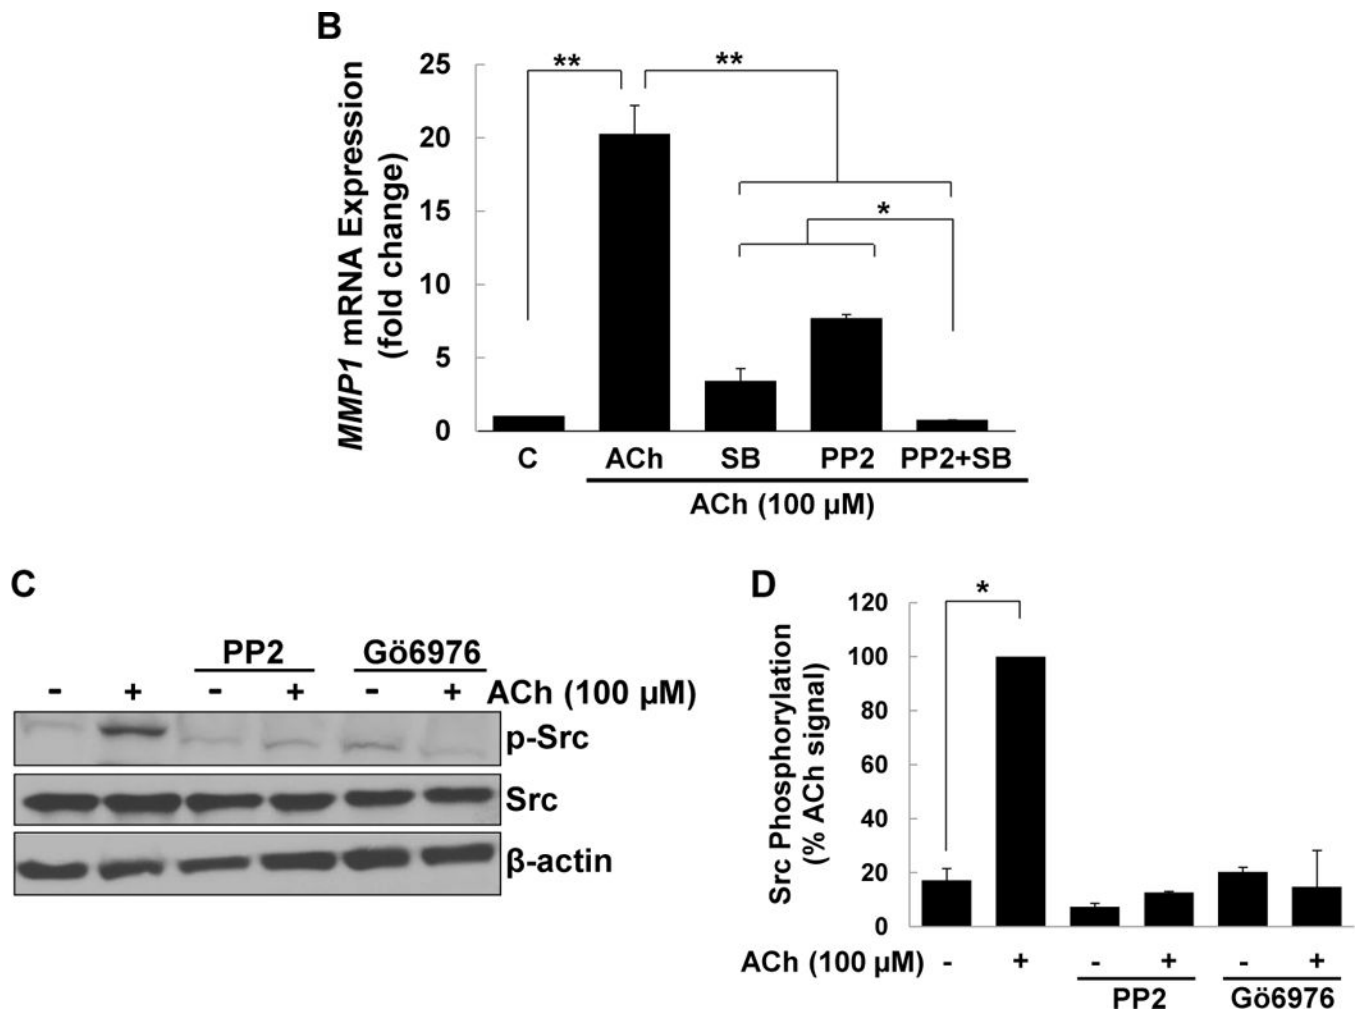 B
MMP1 mRNA Expression
(fold change)
25
20
15
10
5
0
**
**
*
C ACh SB PP2 PP2+SB
ACh (100 µM)
C
PP2 Gö6976
- + - + - + ACh (100 µM)
p-Src
Src
β-actin
D
Src Phosphorylation
(% ACh signal)
120
100
80
60
40
20
0
*
ACh (100 µM) - + - + - +
PP2 Gö6976